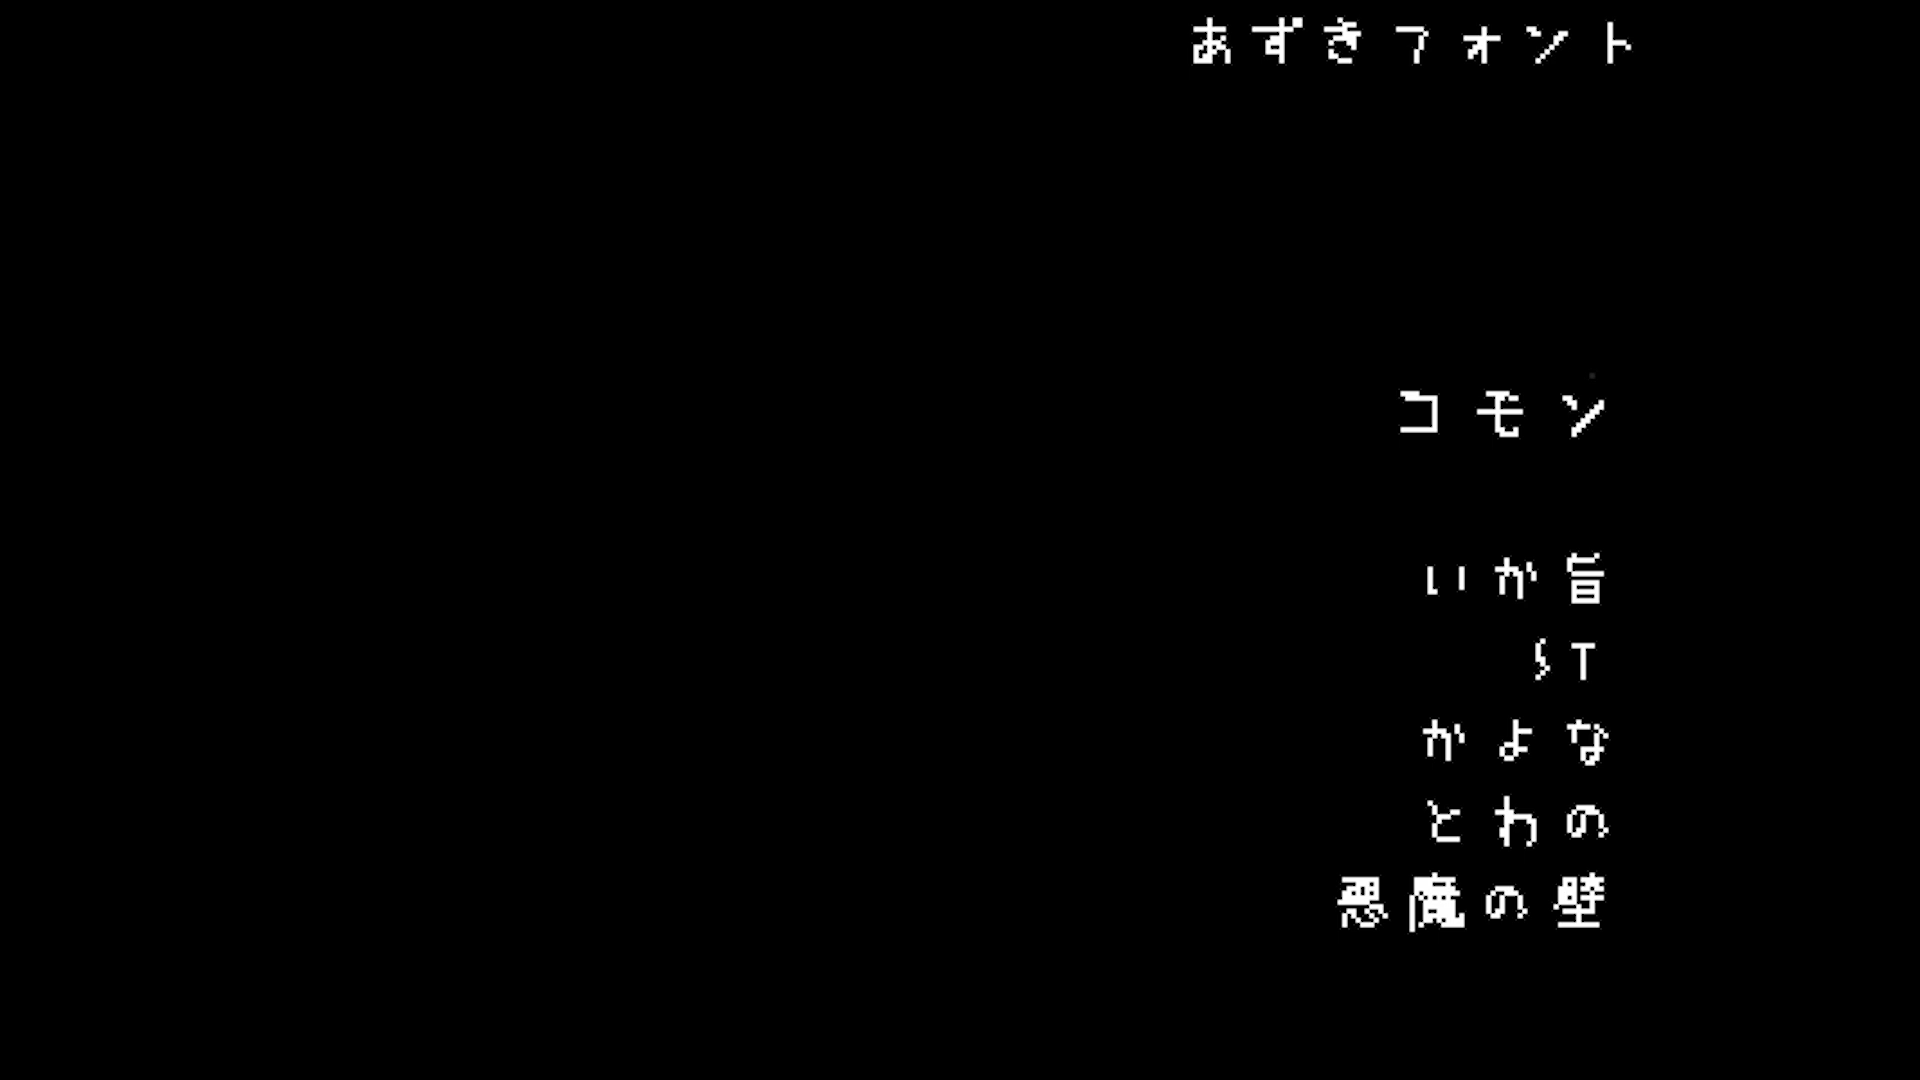 あずきフォント
コモン
いか旨
ST
かよな
とわの
悪魔の壁